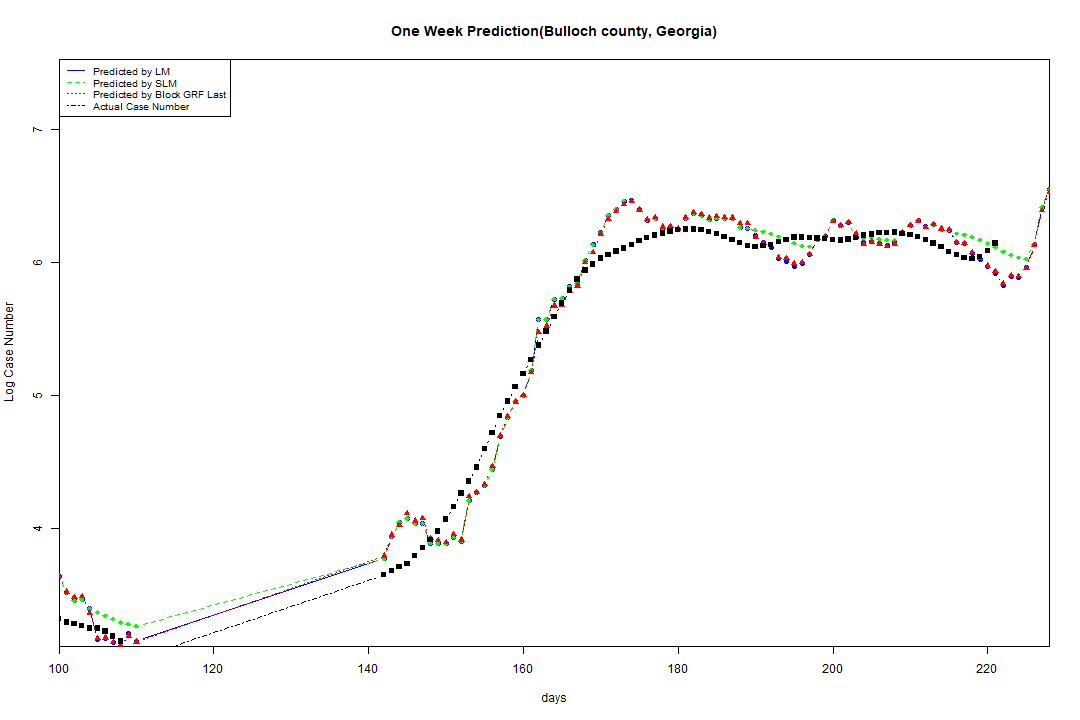 One Week Prediction(Bulloch county, Georgia)
Predicted by LM
Predicted by SLM
Predicted by Block GRF Last
Actual Case Number
7
6
5
4
Log Case Number
100 120 140 160 180 200 220
days